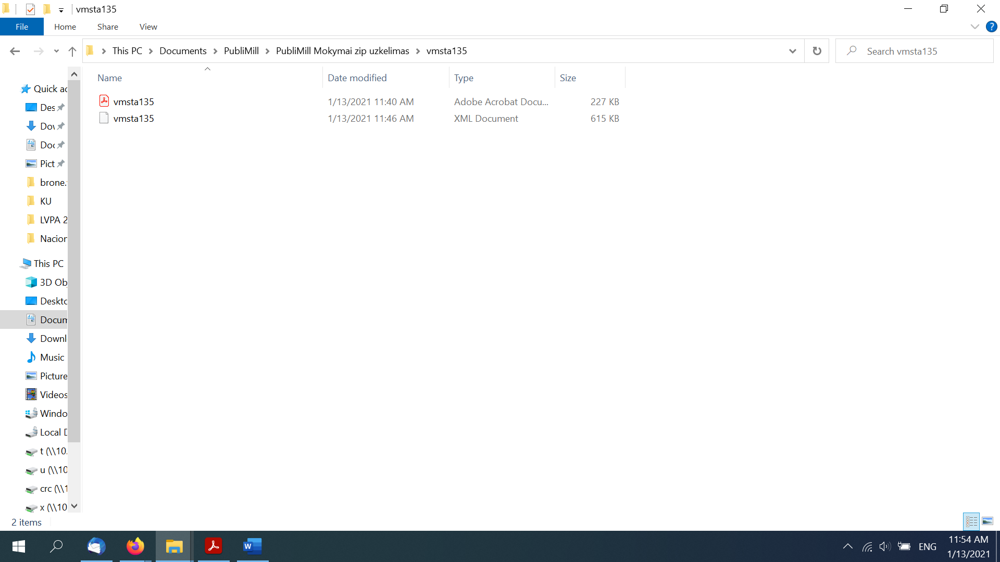 vmsta135
File Home Share View
This PC Documents PubliMill PubliMill Mokymai zip uzkelimas vmsta135
Search vmsta135
Name Date modified Type Size
vmsta135 1/13/2021 11:40 AM Adobe Acrobat Docu... 227 KB
vmsta135 1/13/2021 11:46 AM XML Document 615 KB
Quick ac
Des
Dov
Doc
Pict
brone.
KU
LVPA 2
Nacion
This PC
3D Obj
Deskto
Docum
Downl
Music
Picture
Videos
Windo
Local D
t (\\10.
u (\\10
crc (\\1
x (\\10
2 items
ENG
11:54 AM
1/13/2021